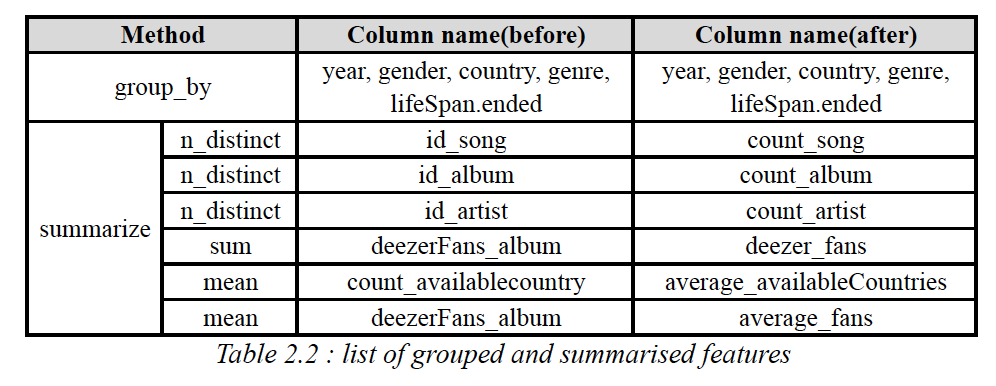 Method Column name(before) Column name(after)
group_by year, gender, country, genre, lifeSpan.ended year, gender, country, genre, lifeSpan.ended
summarize n_distinct id_song count_song
n_distinct id_album count_album
n_distinct id_artist count_artist
sum deezerFans_album deezer_fans
mean count_availablecountry average_availableCountries
mean deezerFans_album average_fans
Table 2.2 : list of grouped and summarised features